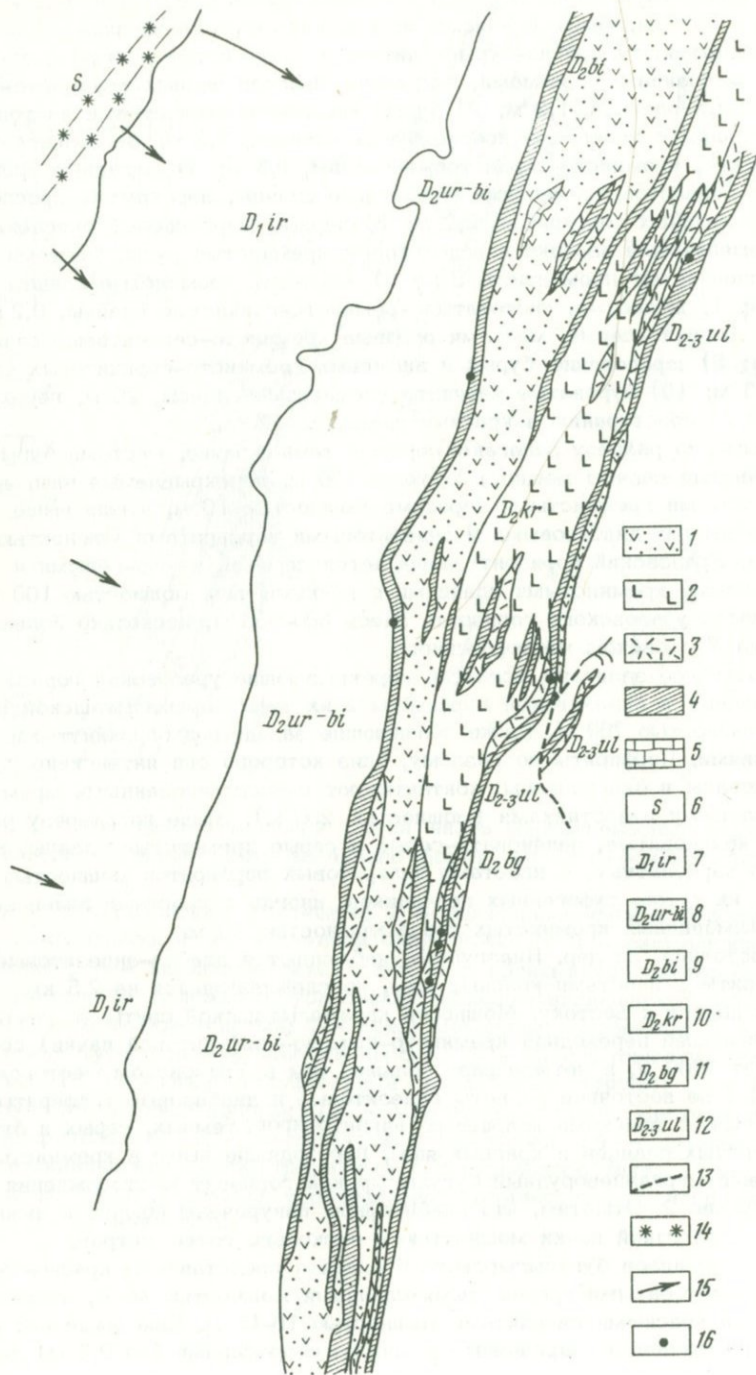 S
D₂bi
D₂ur-bi
D₁ir
D₂₋₃ul
D₂kr
D₂ur-bi
D₂₋₃ul
D₂₋₃ul
D₂bg
D₁ir
D₂ur-bi
1
2
3
4
5
S 6
D₁ir 7
D₂ur-bi 8
D₂bi 9
D₂kr 10
D₂bg 11
D₂₋₃ul 12
13
14
15
16